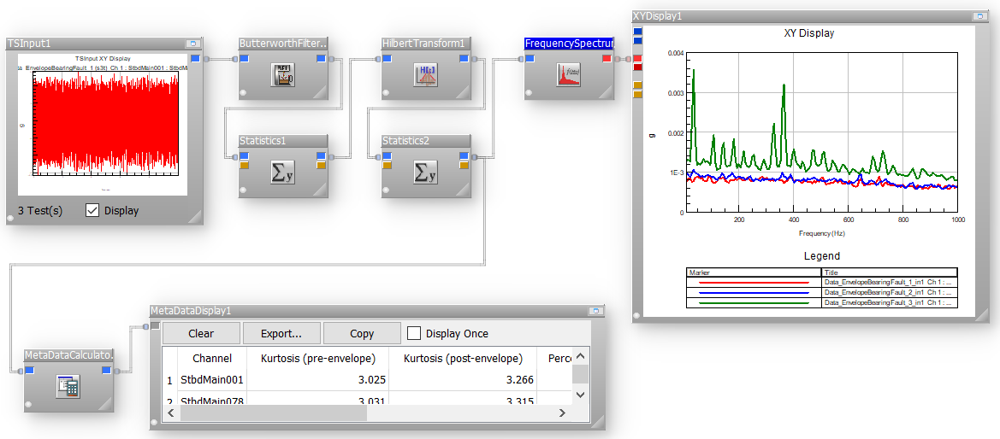 TSInput1
TSInput XY Display
EnvelopeBearingFault_1 (s3t) Ch 1 : StbdMain001 : StbdM
g
3 Test(s)
Display
ButterworthFilter...
HilbertTransform1
H[:]
FrequencySpectrum
Statistics1
Σy
Statistics2
Σy
XYDisplay1
XY Display
0.004
0.003
0.002
1E-3
0
g
200
400
600
800
1000
Frequency (Hz)
Legend
Marker Title
Data_EnvelopeBearingFault_1_in1 Ch 1 : ...
Data_EnvelopeBearingFault_2_in1 Ch 1 : ...
Data_EnvelopeBearingFault_3_in1 Ch 1 : ...
MetaDataCalculato..
MetaDataDisplay1
Clear Export... Copy Display Once
Channel Kurtosis (pre-envelope) Kurtosis (post-envelope) Perce
1 StbdMain001 3.025 3.266
2 StbdMain078 3.031 3.315